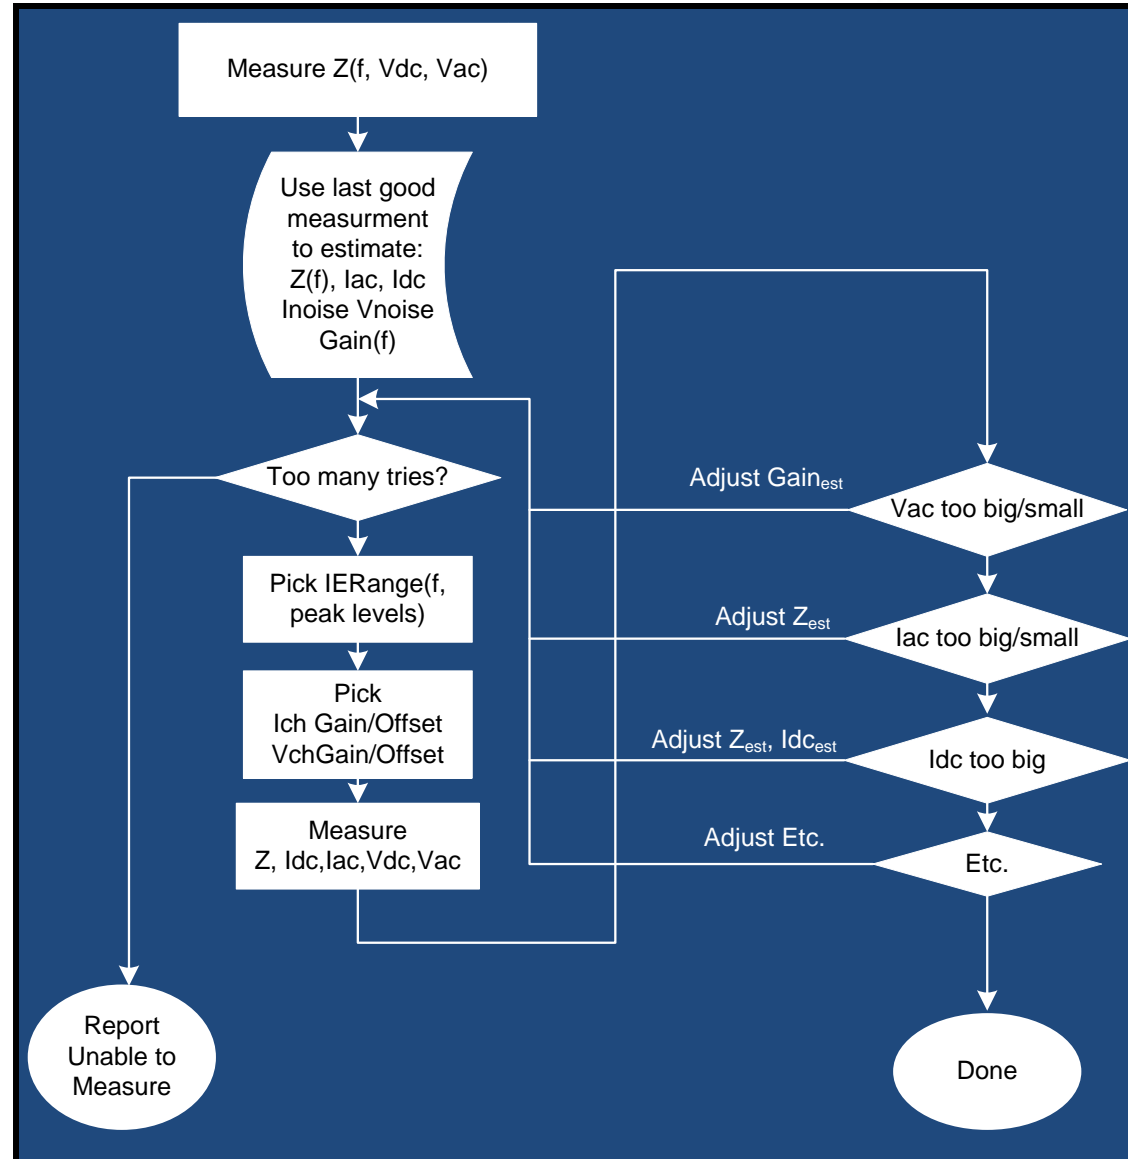 Measure Z(f, Vdc, Vac)
Use last good
measurment
to estimate:
Z(f), Iac, Idc
Inoise Vnoise
Gain(f)
Too many tries?
Pick IERange(f,
peak levels)
Pick
Ich Gain/Offset
VchGain/Offset
Measure
Z, Idc,Iac,Vdc,Vac
Report
Unable to
Measure
Adjust Gainest
Vac too big/small
Adjust Zest
Iac too big/small
Adjust Zest, Idcest
Idc too big
Adjust Etc.
Etc.
Done